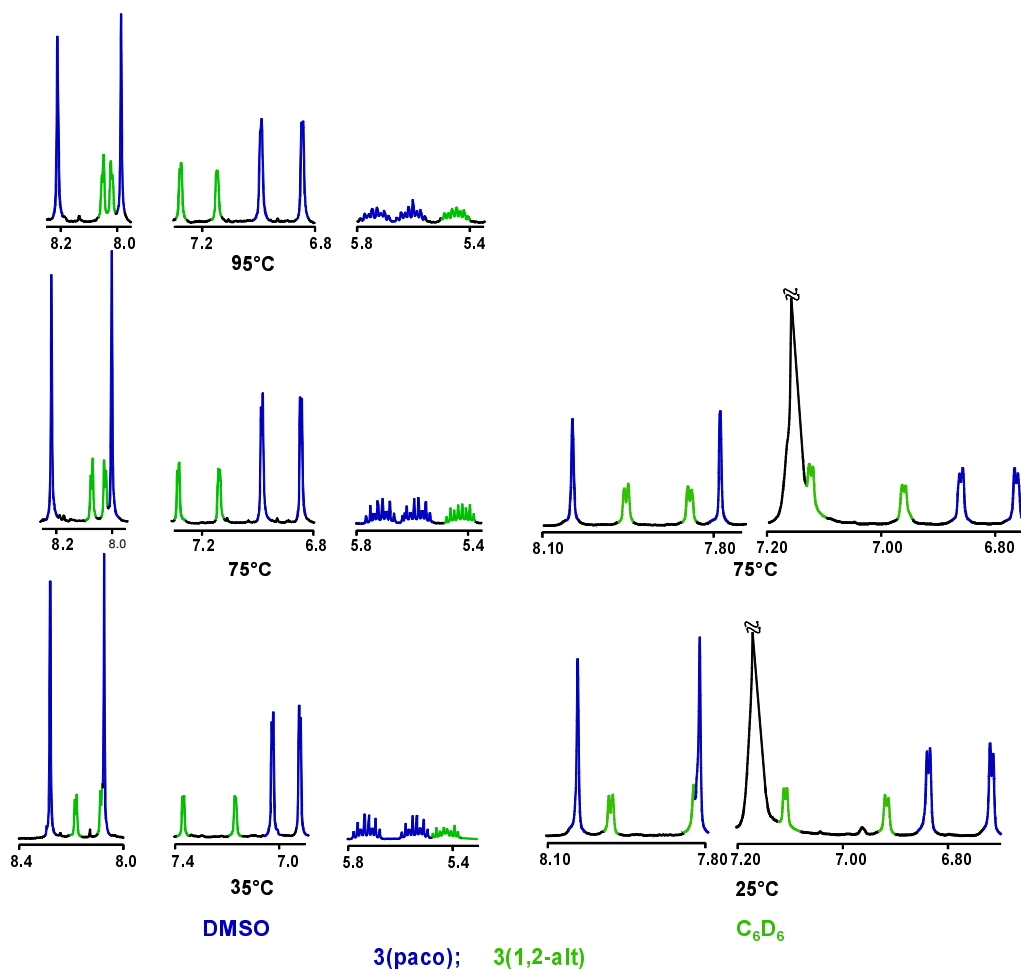 8.2 8.0 7.2 6.8 5.8 5.4
95°C
8.2 8.0 7.2 6.8 5.8 5.4 8.10 7.80 7.20 7.00 6.80
75°C 75°C
8.4 8.0 7.4 7.0 5.8 5.4 8.10 7.80 7.20 7.00 6.80
35°C 25°C
DMSO C₆D₆
3(paco); 3(1,2-alt)